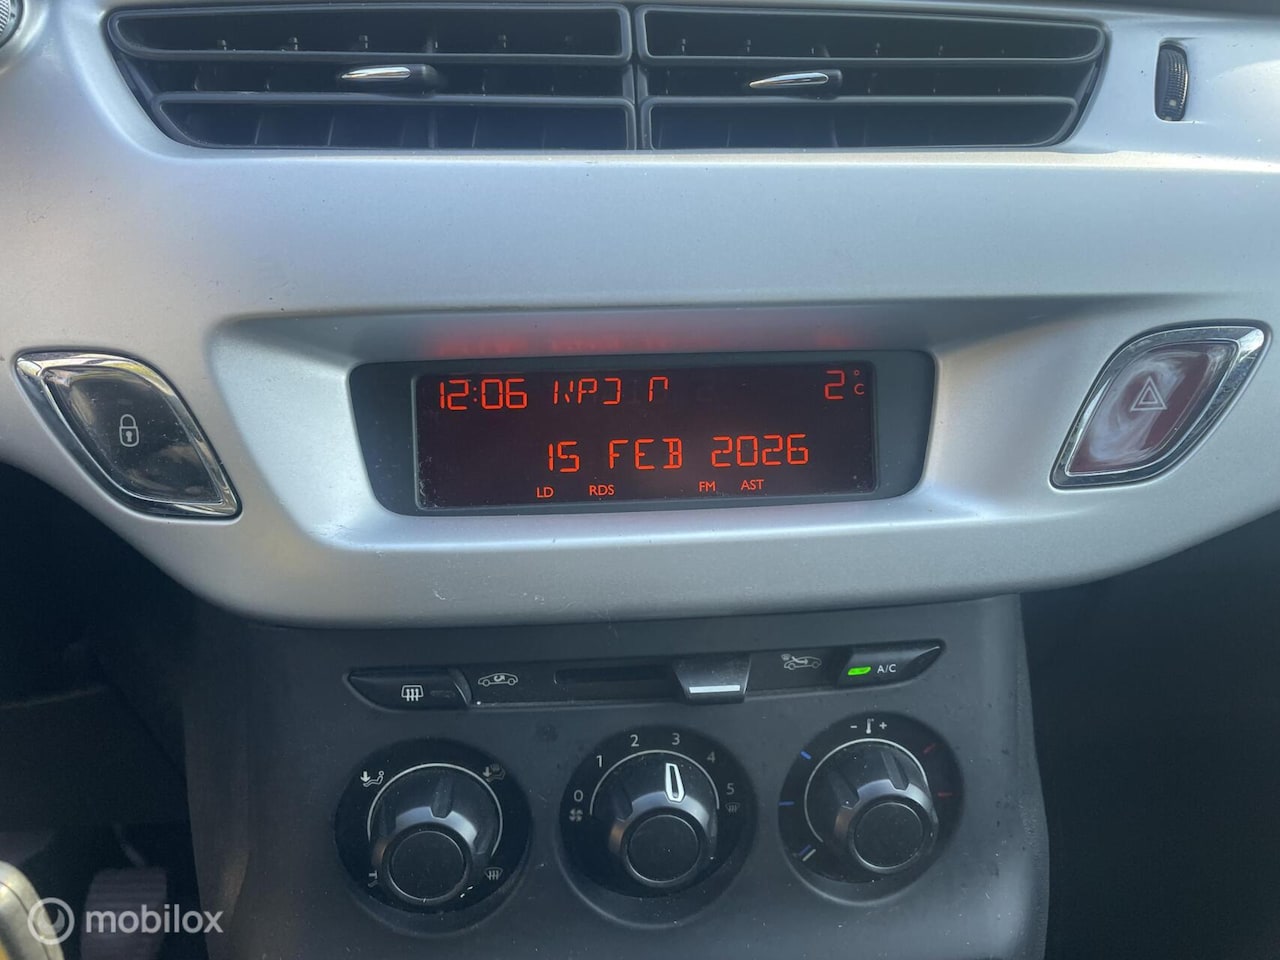 12:06 2°C
15 FEB 2026
LD RDS FM AST
A/C
0 1 2 3 4 5
- +
mobilox